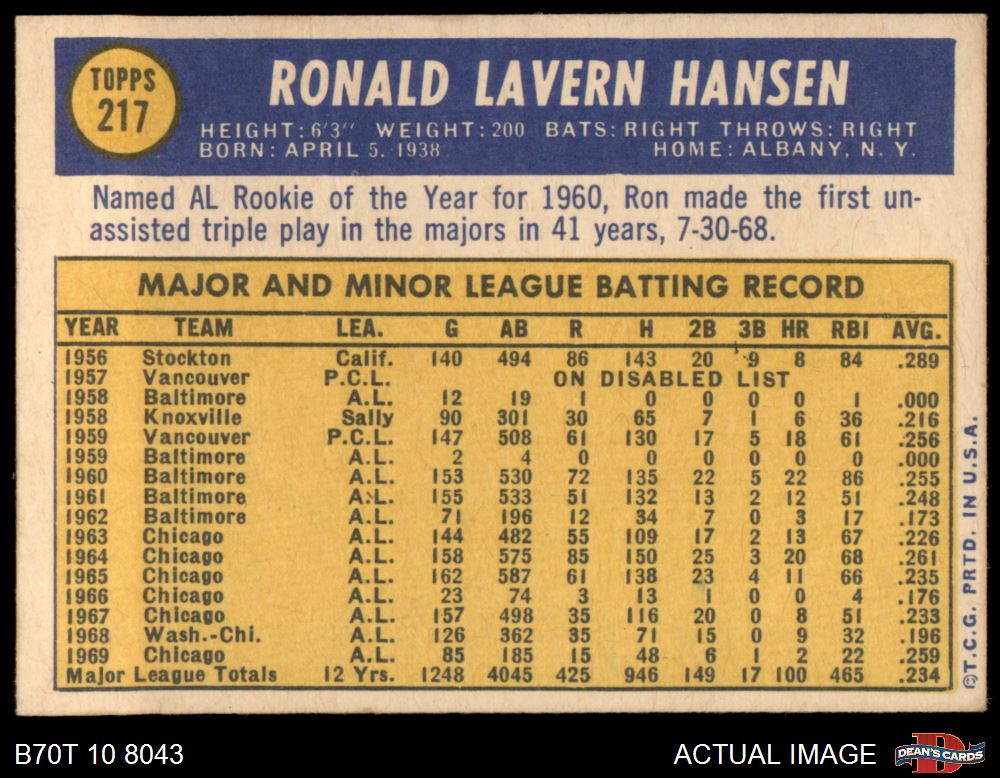 TOPPS
217
RONALD LAVERN HANSEN
HEIGHT: 6'3" WEIGHT: 200 BATS: RIGHT THROWS: RIGHT
BORN: APRIL 5, 1938 HOME: ALBANY, N. Y.
Named AL Rookie of the Year for 1960, Ron made the first un-
assisted triple play in the majors in 41 years, 7-30-68.
MAJOR AND MINOR LEAGUE BATTING RECORD
YEAR TEAM LEA. G AB R H 2B 3B HR RBI AVG.
1956 Stockton Calif. 140 494 86 143 20 9 8 84 .289
1957 Vancouver P.C.L. ON DISABLED LIST
1958 Baltimore A.L. 12 19 1 0 0 0 0 1 .000
1958 Knoxville Sally 90 301 30 65 7 1 6 36 .216
1959 Vancouver P.C.L. 147 508 61 130 17 5 18 61 .256
1959 Baltimore A.L. 2 4 0 0 0 0 0 0 .000
1960 Baltimore A.L. 153 530 72 135 22 5 22 86 .255
1961 Baltimore A.L. 155 533 51 132 13 2 12 51 .248
1962 Baltimore A.L. 71 196 12 34 7 0 3 17 .173
1963 Chicago A.L. 144 482 55 109 17 2 13 67 .226
1964 Chicago A.L. 158 575 85 150 25 3 20 68 .261
1965 Chicago A.L. 162 587 61 138 23 4 11 66 .235
1966 Chicago A.L. 23 74 3 13 1 0 0 4 .176
1967 Chicago A.L. 157 498 35 116 20 0 8 51 .233
1968 Wash.-Chi. A.L. 126 362 35 71 15 0 9 32 .196
1969 Chicago A.L. 85 185 15 48 6 1 2 22 .259
Major League Totals 12 Yrs. 1248 4045 425 946 149 17 100 465 .234
©T.C.G. PRTD. IN U.S.A.
B70T 10 8043
ACTUAL IMAGE
DEAN'S CARDS